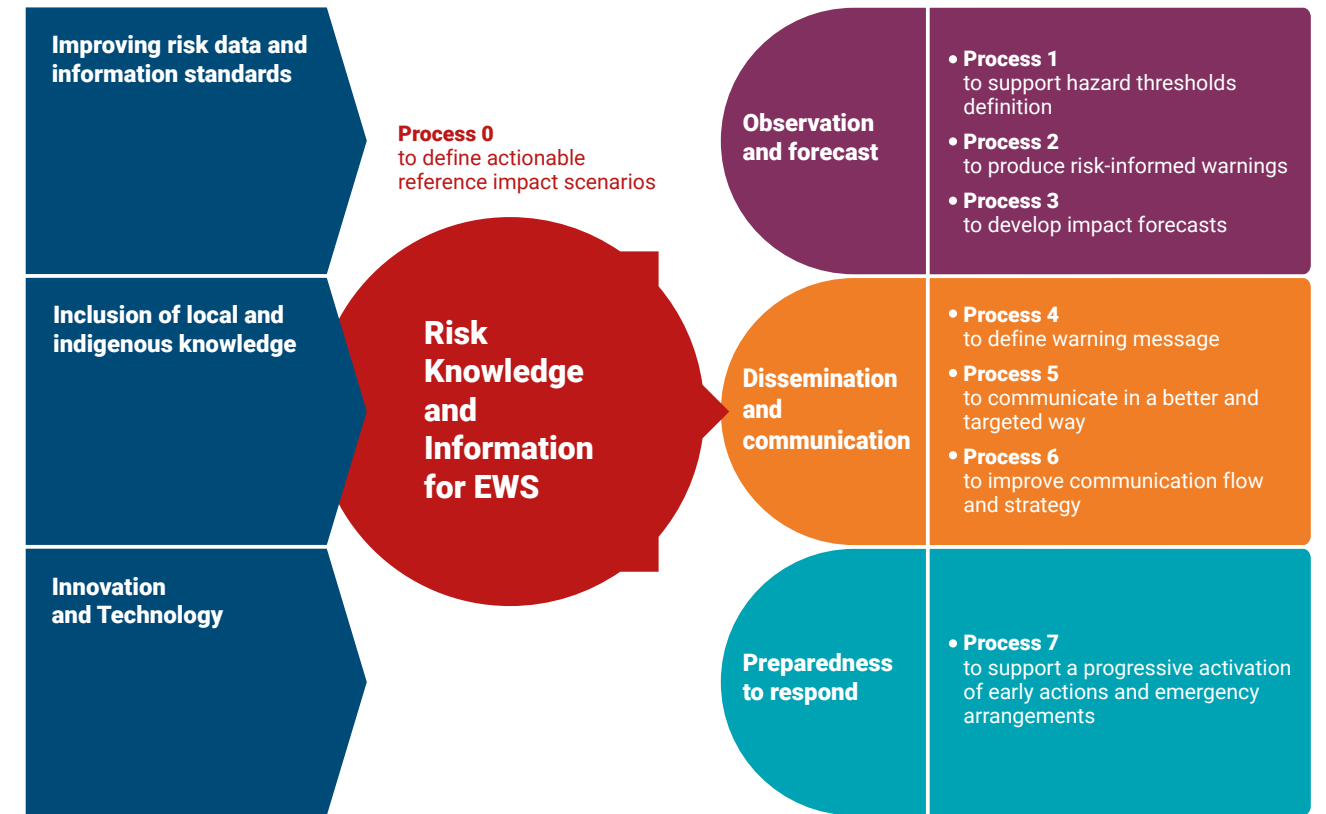 Improving risk data and
information standards
Inclusion of local and
indigenous knowledge
Innovation
and Technology
Process 0
to define actionable
reference impact scenarios
Risk
Knowledge
and
Information
for EWS
Observation
and forecast
• Process 1
to support hazard thresholds
definition
• Process 2
to produce risk-informed warnings
• Process 3
to develop impact forecasts
Dissemination
and
communication
• Process 4
to define warning message
• Process 5
to communicate in a better and
targeted way
• Process 6
to improve communication flow
and strategy
Preparedness
to respond
• Process 7
to support a progressive activation
of early actions and emergency
arrangements